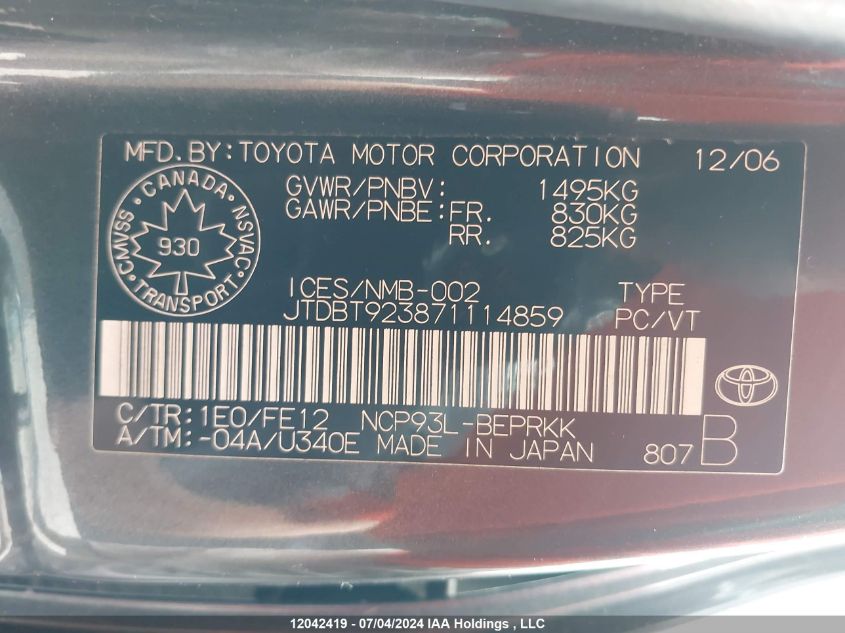 MFD.BY:TOYOTA MOTOR CORPORATION 12/06
GVWR/PNBV: 1495KG
GAWR/PNBE:FR. 830KG
RR. 825KG
CANADA
CMVSS 930 NSVAC
TRANSPORT
ICES/NMB-002 TYPE
JTDBT923871114859 PC/VT
C/TR:1E0/FE12 NCP93L-BEPRKK
A/TM:-04A/U340E MADE IN JAPAN 807 B
12042419 - 07/04/2024 IAA Holdings , LLC